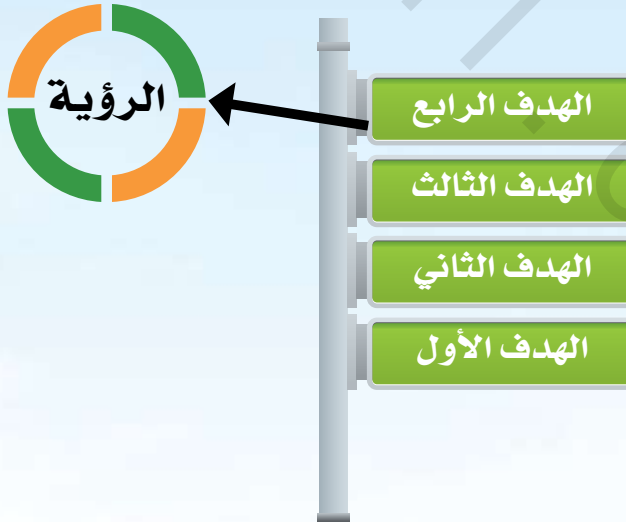 الرؤية
الهدف الرابع
الهدف الثالث
الهدف الثاني
الهدف الأول